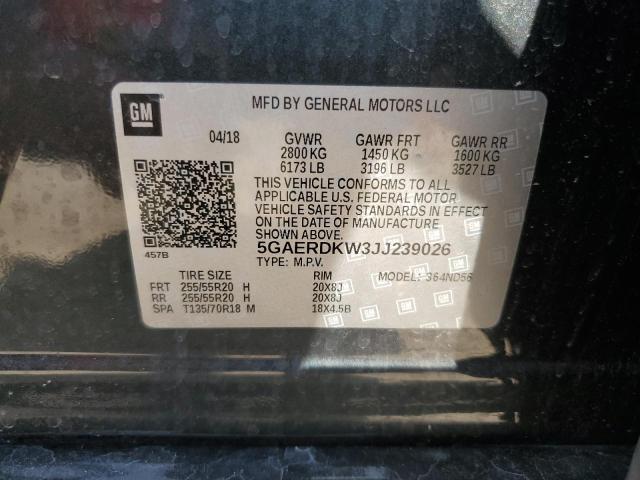 GM
MFD BY GENERAL MOTORS LLC
04/18 GVWR GAWR FRT GAWR RR
2800 KG 1450 KG 1600 KG
6173 LB 3196 LB 3527 LB
THIS VEHICLE CONFORMS TO ALL
APPLICABLE U.S. FEDERAL MOTOR
VEHICLE SAFETY STANDARDS IN EFFECT
ON THE DATE OF MANUFACTURE
SHOWN ABOVE.
457B
5GAERDKW3JJ239026
TYPE: M.P.V.
TIRE SIZE RIM MODEL: 364ND56
FRT 255/55R20 H 20X8J
RR 255/55R20 H 20X8J
SPA T135/70R18 M 18X4.5B